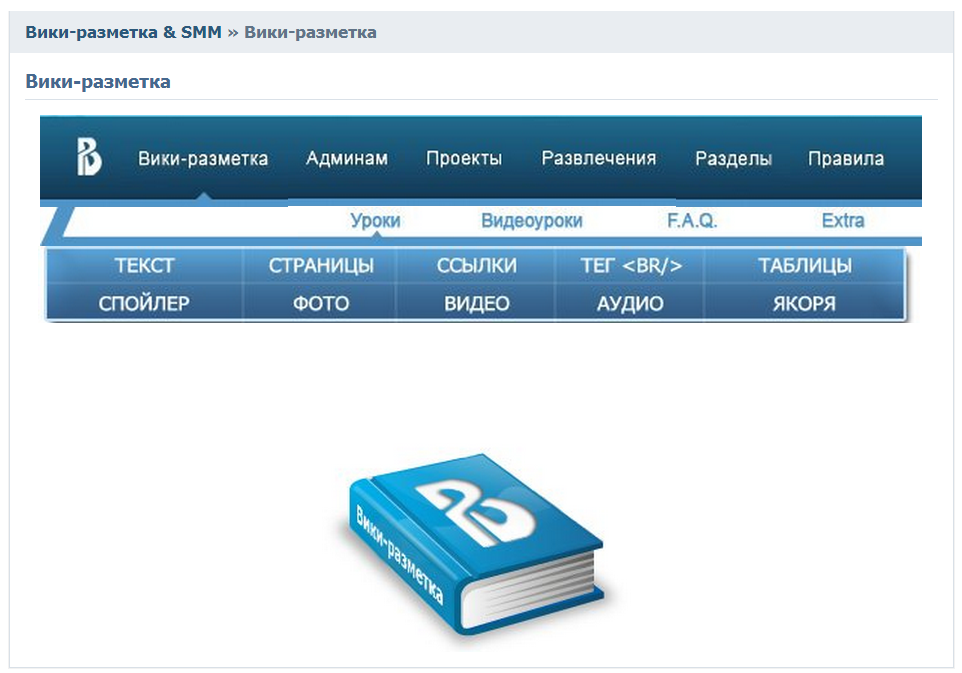 Вики-разметка & SMM » Вики-разметка
Вики-разметка
Вики-разметка Админам Проекты Развлечения Разделы Правила
Уроки Видеоуроки F.A.Q. Extra
ТЕКСТ СТРАНИЦЫ ССЫЛКИ ТЕГ <BR/> ТАБЛИЦЫ
СПОЙЛЕР ФОТО ВИДЕО АУДИО ЯКОРЯ
Вики-разметка